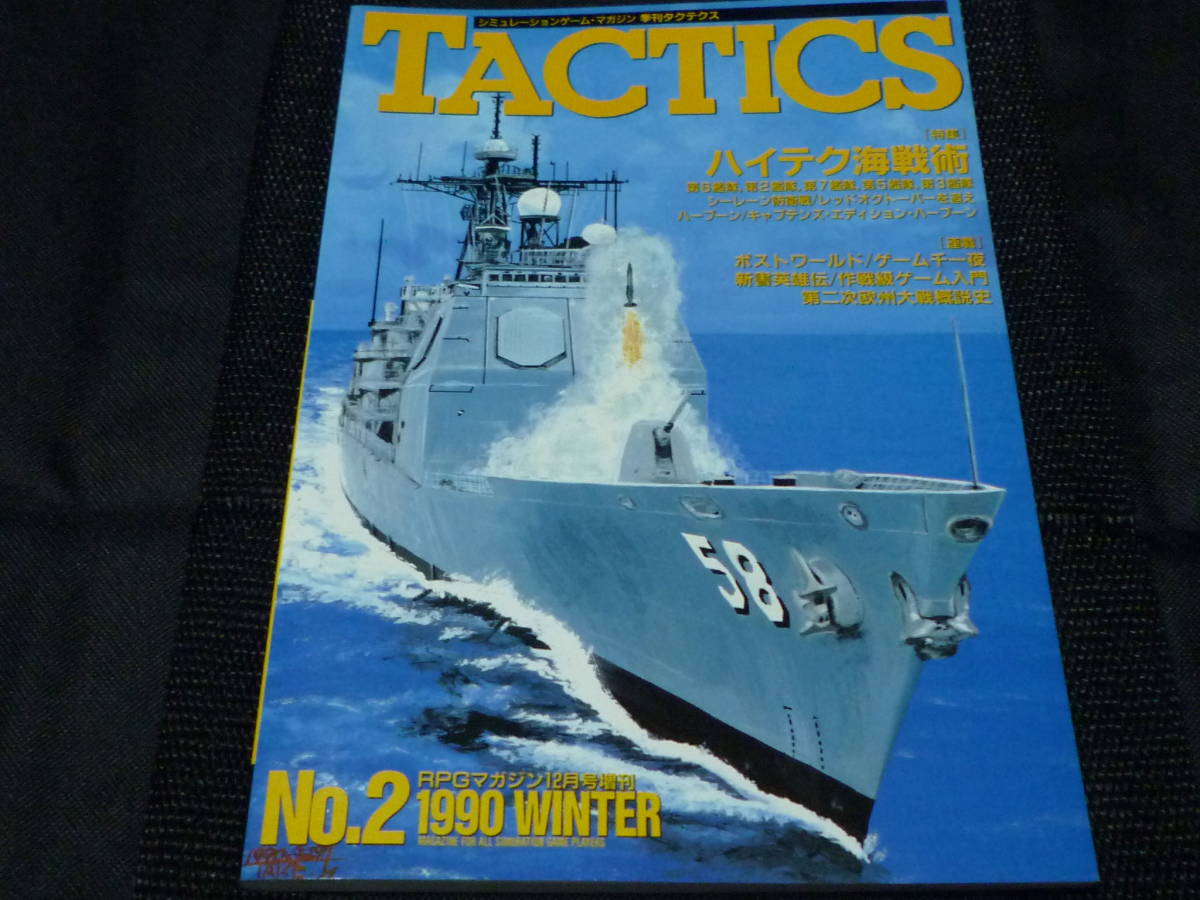 シミュレーションゲーム・マガジン 季刊タクテクス
TACTICS
[特集]
ハイテク海戦術
第6艦隊、第2艦隊、第7艦隊、第5艦隊、第3艦隊
シーレーン防衛戦/レッドオクトーバーを追え
ハープーン/キャプテンズ・エディション・ハープーン
[連載]
ポストワールド/ゲーム千一夜
新書英雄伝/作戦級ゲーム入門
第二次欧州大戦概説史
58
No.2
RPGマガジン12月号増刊
1990 WINTER
MAGAZINE FOR ALL SIMURATION GAME PLAYERS